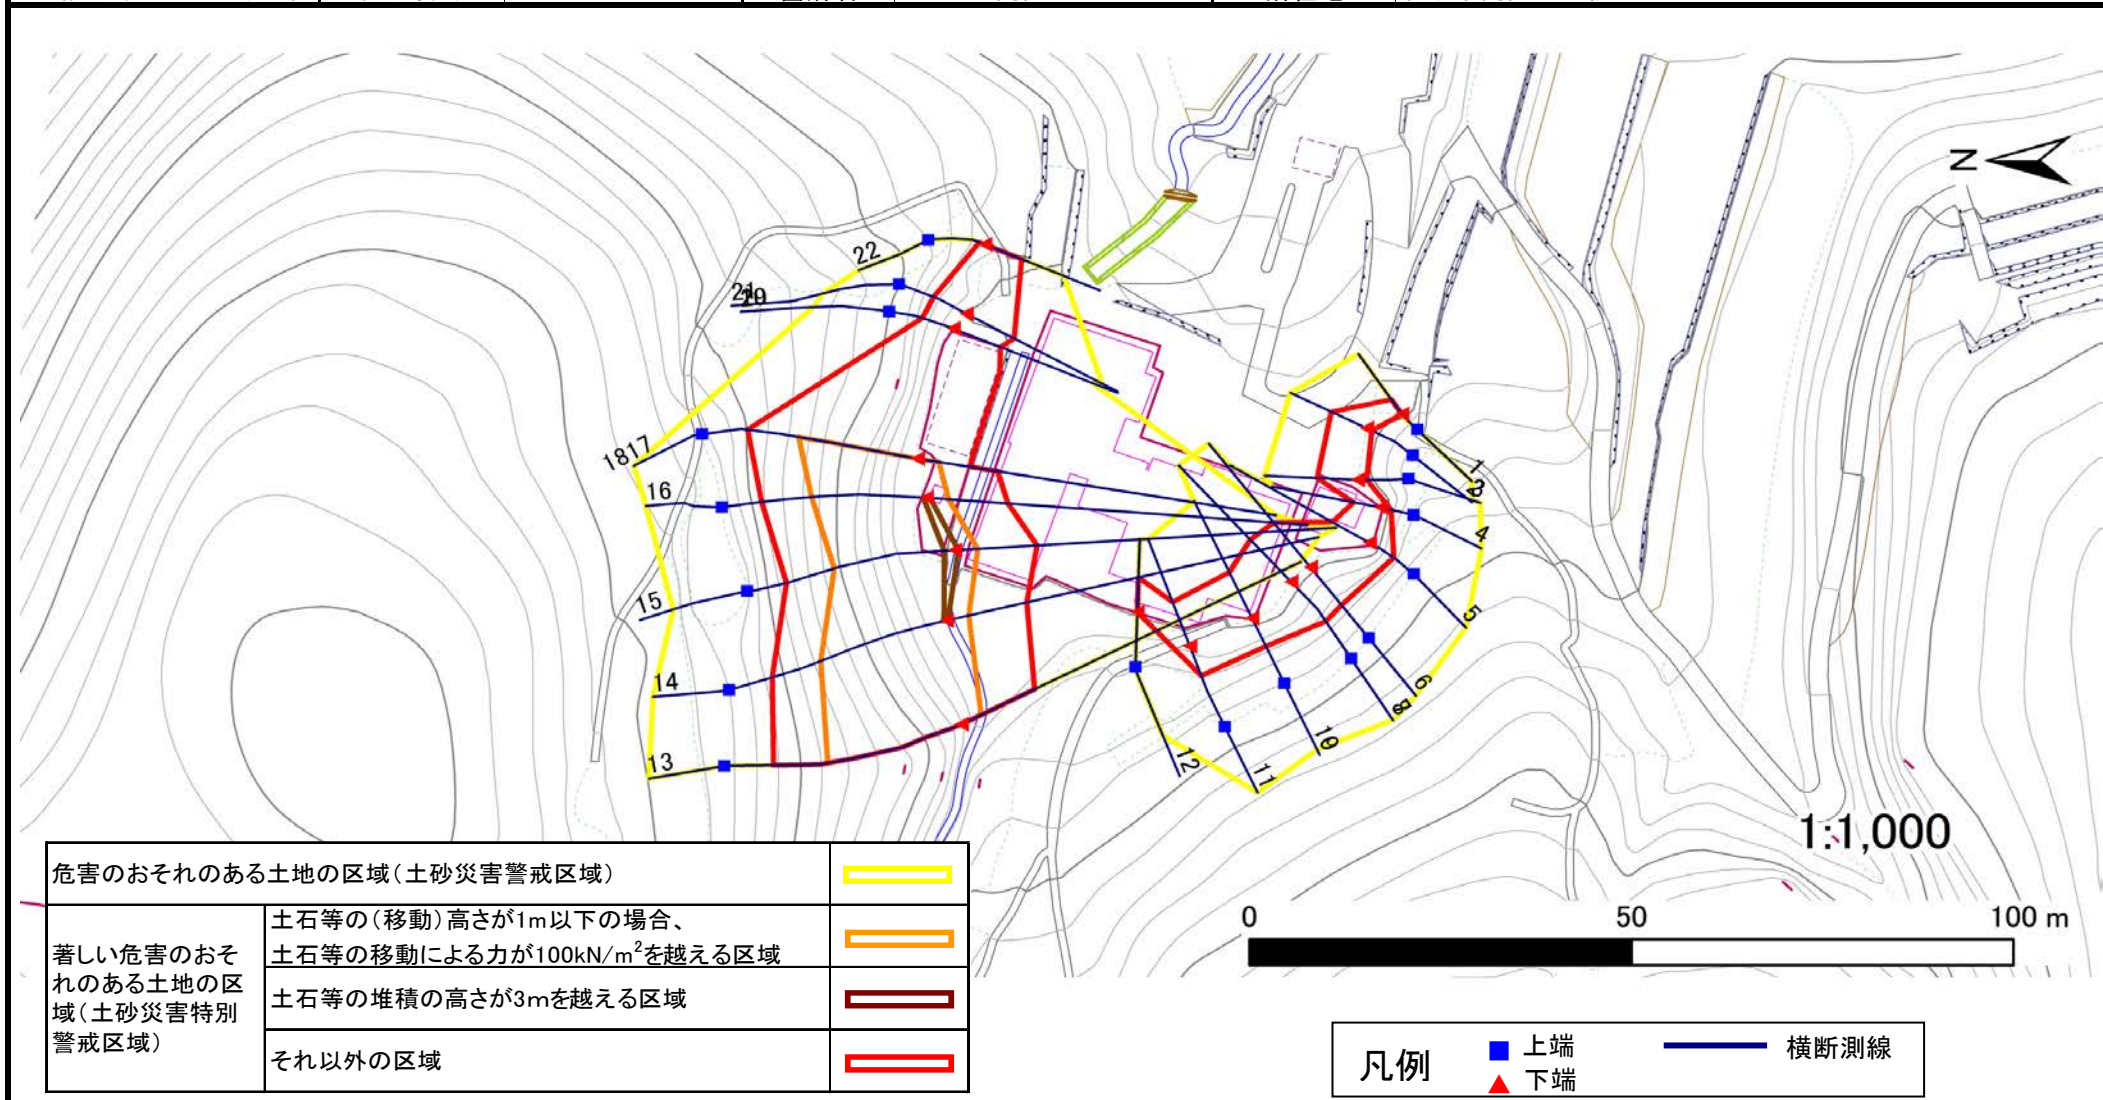 N
22
21
1817
16
15
14
13
1
4
5
6
10
11
12
1:1,000
0 50 100 m
危害のおそれのある土地の区域(土砂災害警戒区域)
著しい危害のおそ
れのある土地の区
域(土砂災害特別
警戒区域)
土石等の(移動)高さが1m以下の場合、
土石等の移動による力が100kN/m²を越える区域
土石等の堆積の高さが3mを越える区域
それ以外の区域
凡例
上端
下端
横断測線